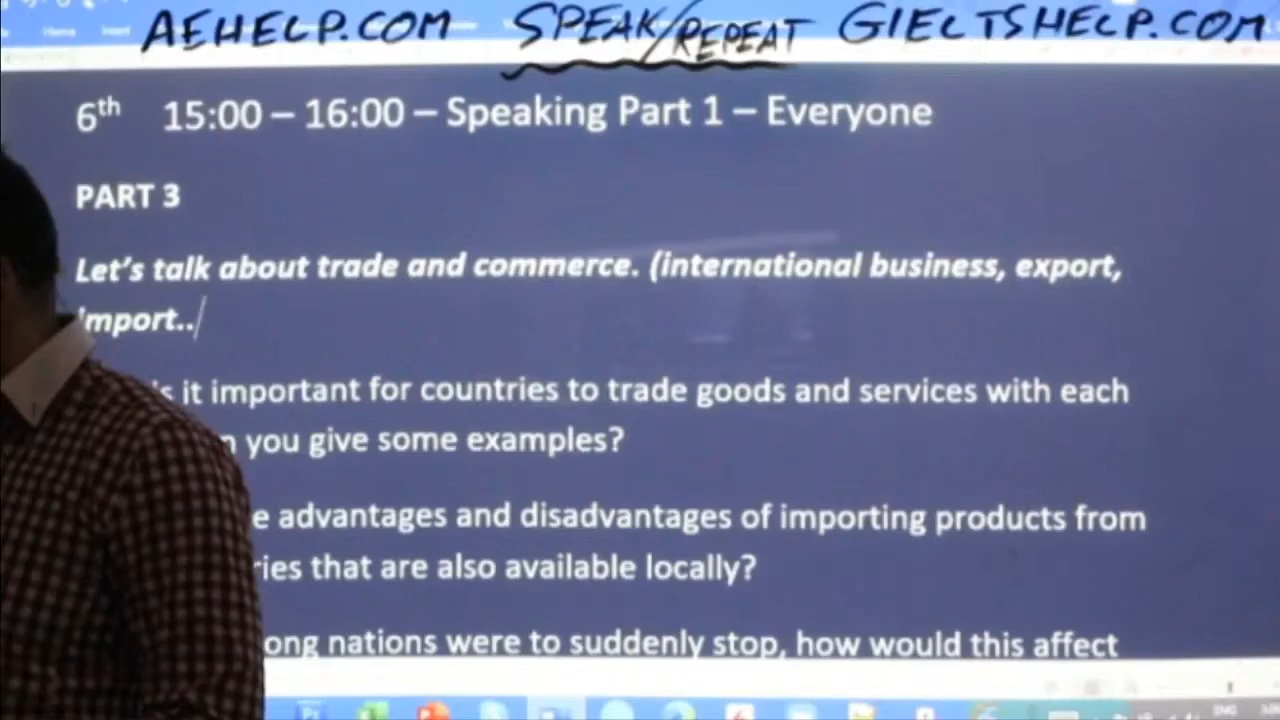 AEHELP.COM SPEAK/REPEAT GIELTSHELP.COM
Home Insert
6th 15:00 – 16:00 – Speaking Part 1 – Everyone
PART 3
Let's talk about trade and commerce. (international business, export,
import..
it important for countries to trade goods and services with each
you give some examples?
advantages and disadvantages of importing products from
that are also available locally?
nations were to suddenly stop, how would this affect
ENG